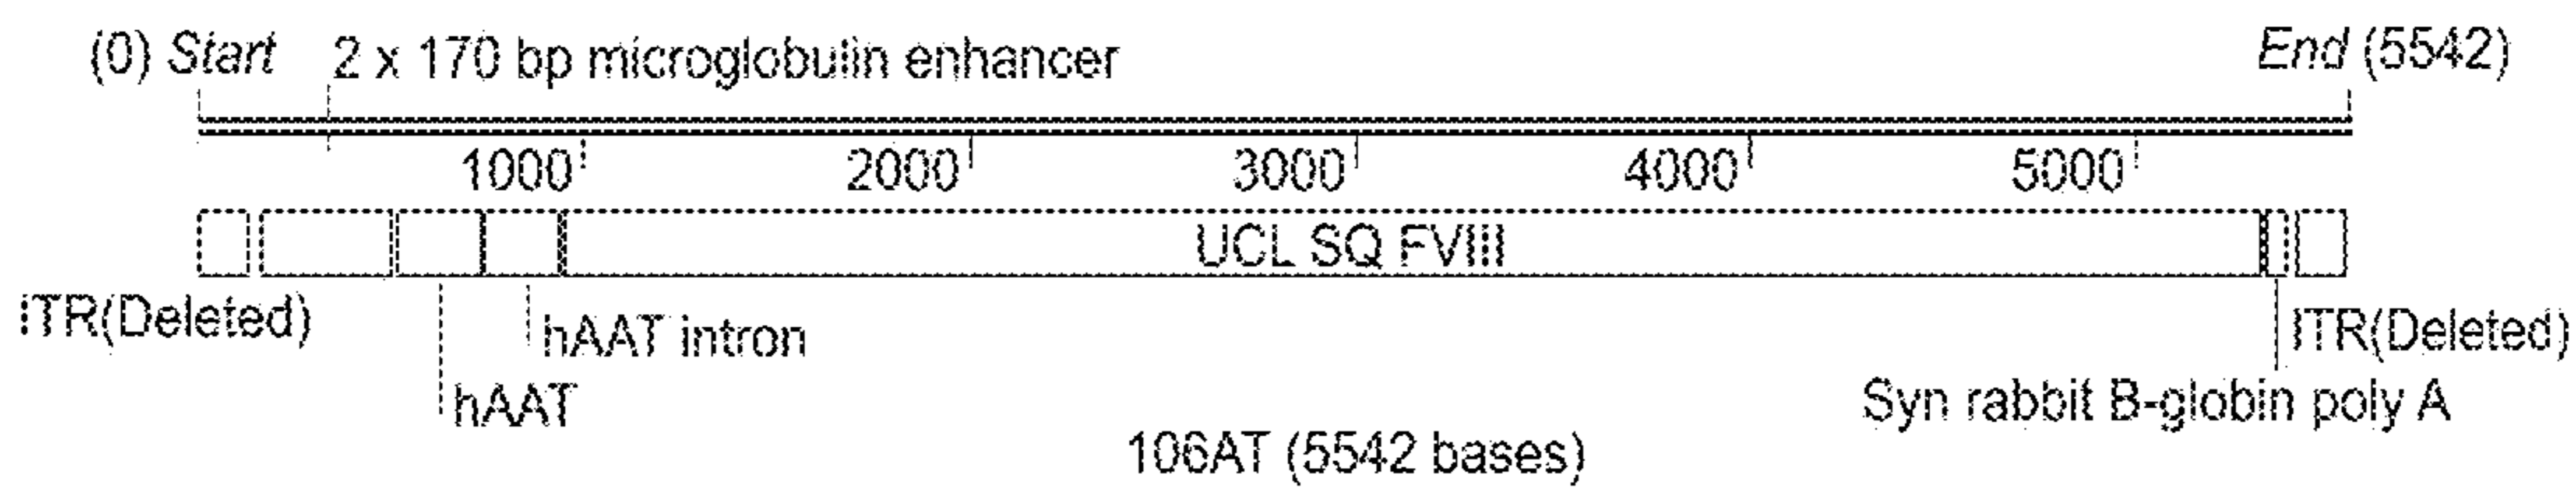 (0) Start
2 x 170 bp microglobulin enhancer
End (5542)
1000
2000
3000
4000
5000
UCL SQ FVIII
ITR(Deleted)
hAAT intron
ITR(Deleted)
hAAT
Syn rabbit B-globin poly A
106AT (5542 bases)